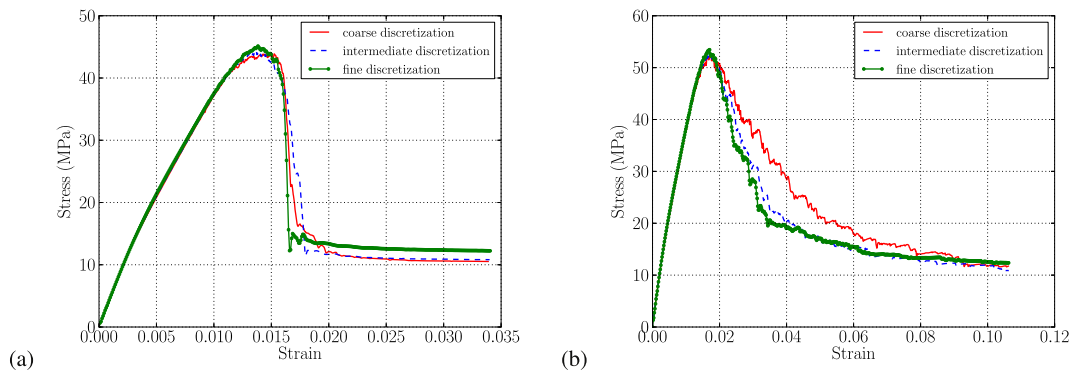 50
40
30
20
10
0
0.000 0.005 0.010 0.015 0.020 0.025 0.030 0.035
Strain
Stress (MPa)
coarse discretization
intermediate discretization
fine discretization
(a)
60
50
40
30
20
10
0
0.00 0.02 0.04 0.06 0.08 0.10 0.12
Strain
Stress (MPa)
coarse discretization
intermediate discretization
fine discretization
(b)